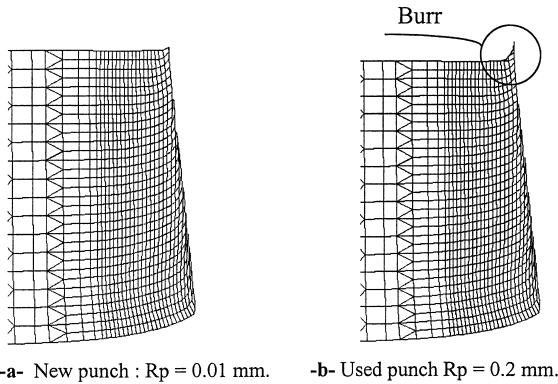 Burr
-a- New punch : Rp = 0.01 mm.
-b- Used punch Rp = 0.2 mm.